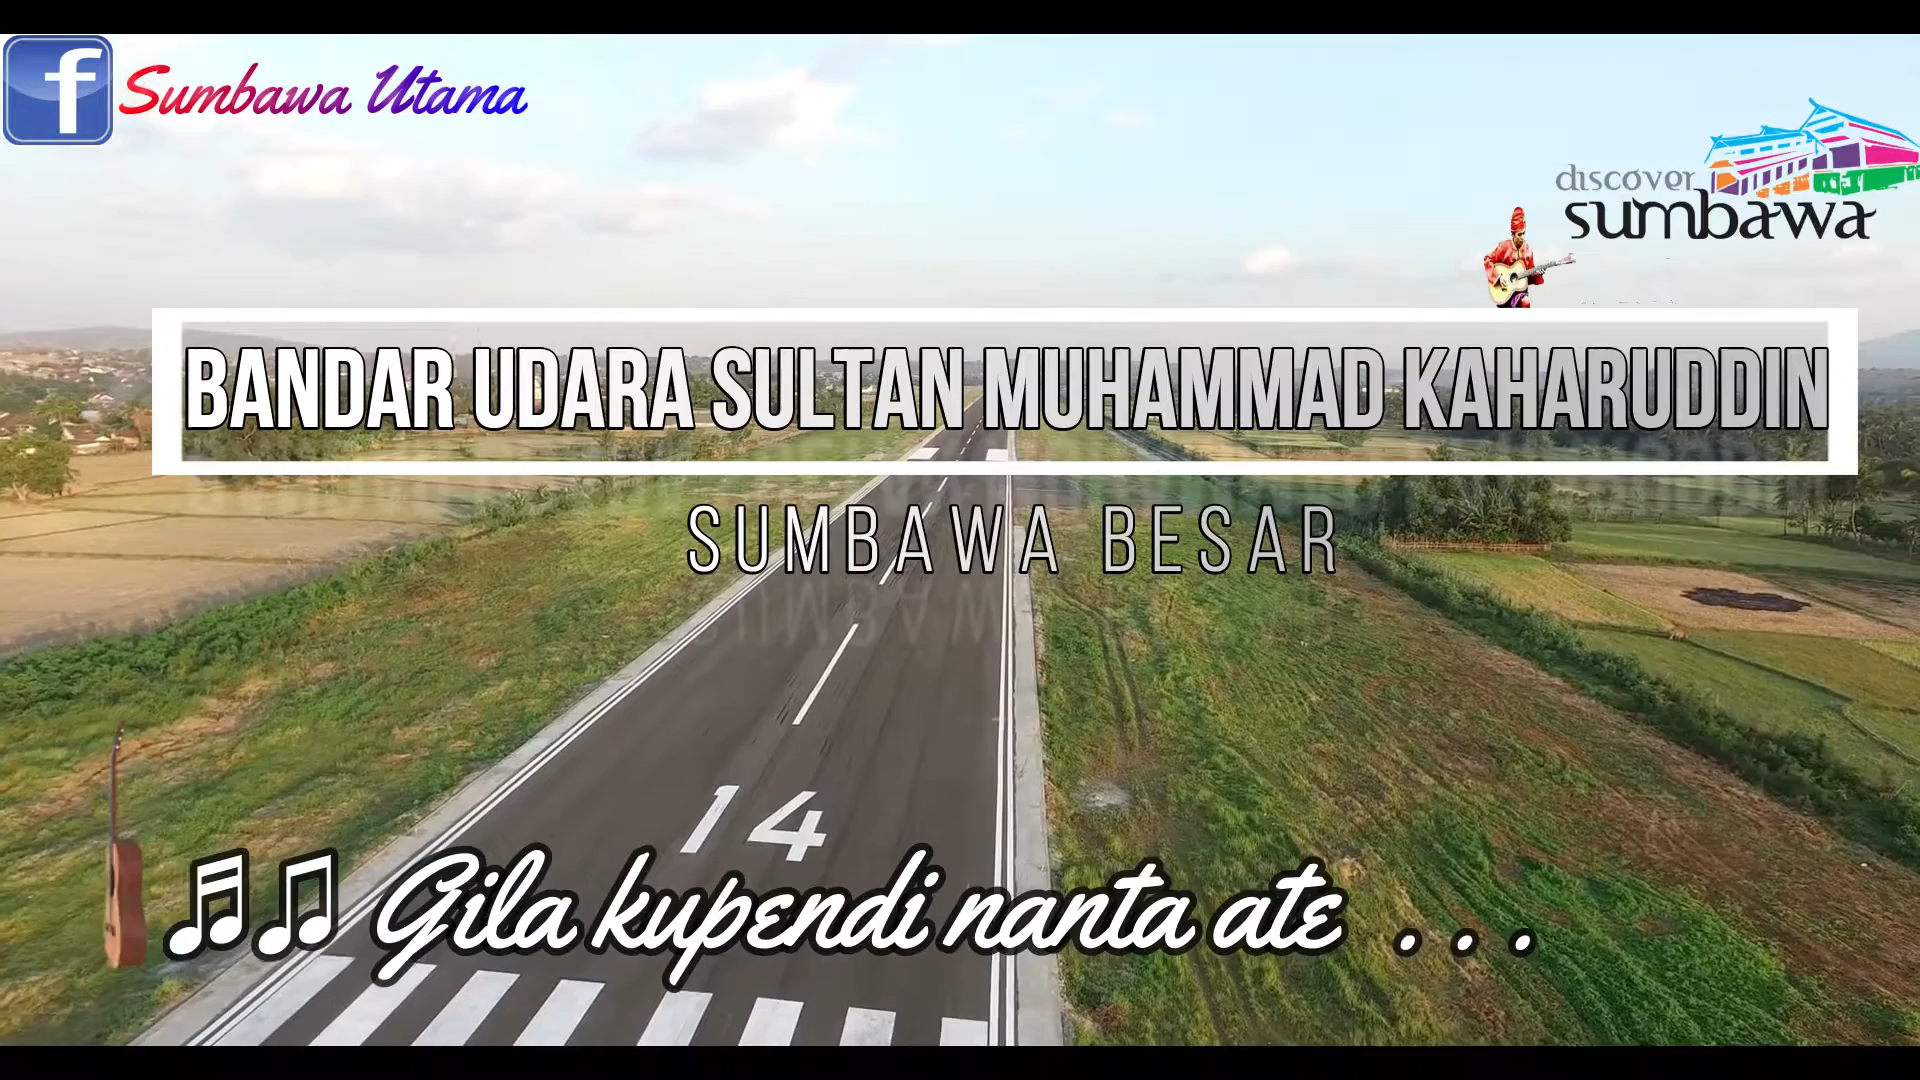 f Sumbawa Utama
discover
sumbawa
BANDAR UDARA SULTAN MUHAMMAD KAHARUDDIN
SUMBAWA BESAR
14
♫♫ Gila kupendi nanta ate . . .